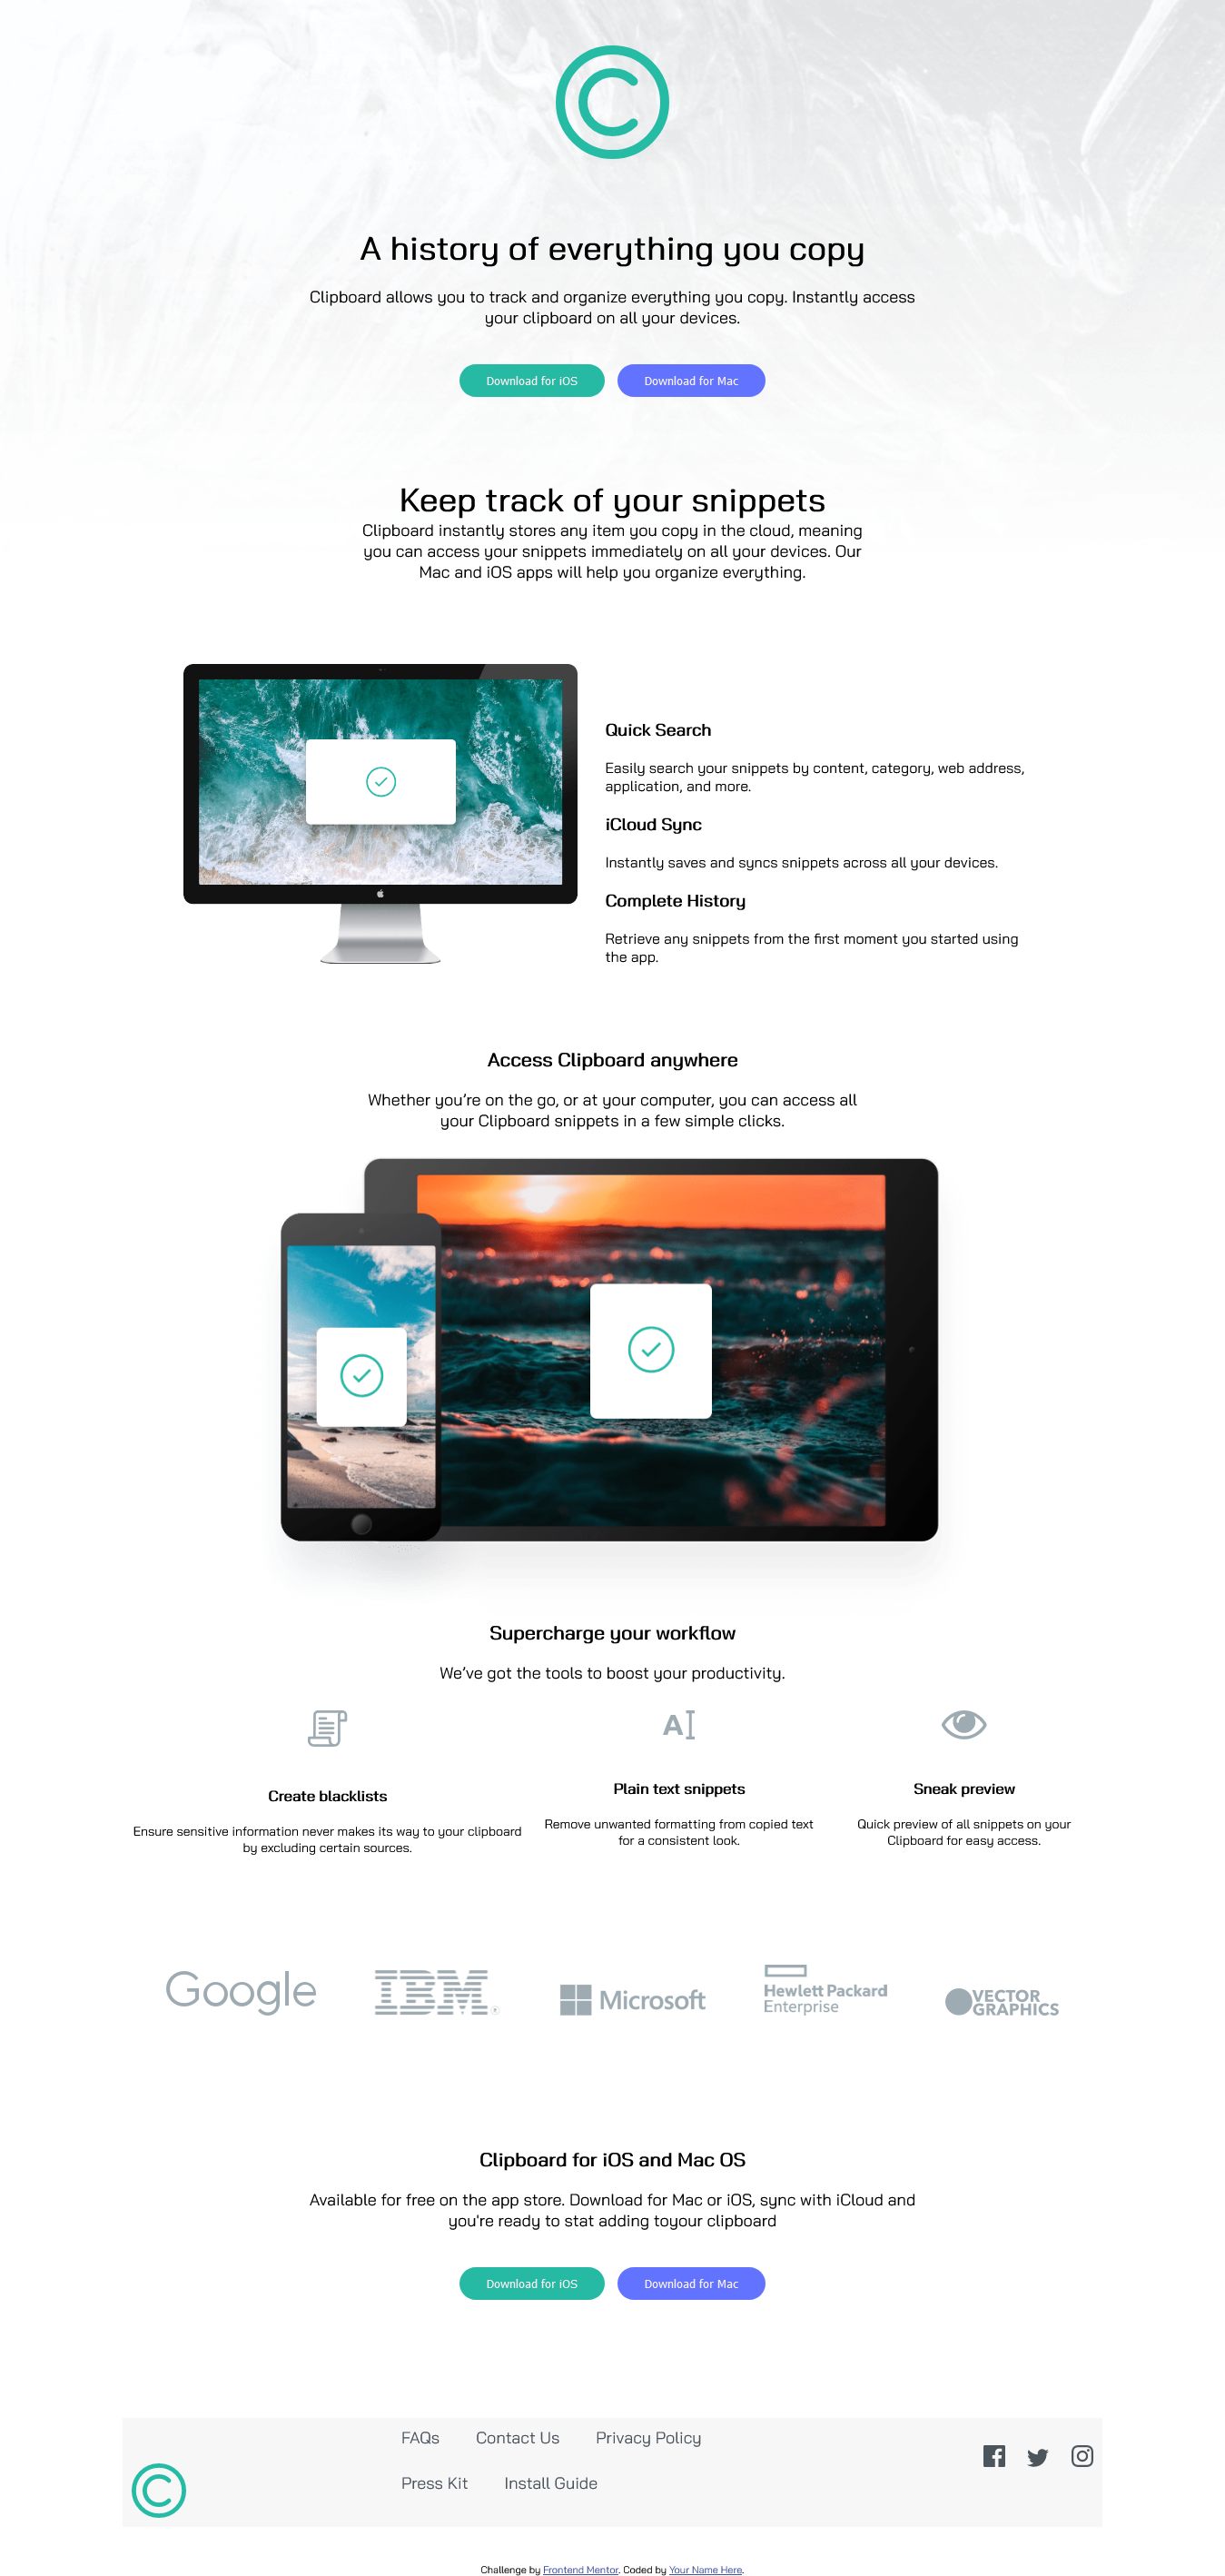 A history of everything you copy
Clipboard allows you to track and organize everything you copy. Instantly access
your clipboard on all your devices.
Download for iOS
Download for Mac
Keep track of your snippets
Clipboard instantly stores any item you copy in the cloud, meaning
you can access your snippets immediately on all your devices. Our
Mac and iOS apps will help you organize everything.
Quick Search
Easily search your snippets by content, category, web address,
application, and more.
iCloud Sync
Instantly saves and syncs snippets across all your devices.
Complete History
Retrieve any snippets from the first moment you started using
the app.
Access Clipboard anywhere
Whether you’re on the go, or at your computer, you can access all
your Clipboard snippets in a few simple clicks.
Supercharge your workflow
We’ve got the tools to boost your productivity.
Create blacklists
Ensure sensitive information never makes its way to your clipboard
by excluding certain sources.
Plain text snippets
Remove unwanted formatting from copied text
for a consistent look.
Sneak preview
Quick preview of all snippets on your
Clipboard for easy access.
Google
IBM®
Microsoft
Hewlett Packard
Enterprise
VECTOR
GRAPHICS
Clipboard for iOS and Mac OS
Available for free on the app store. Download for Mac or iOS, sync with iCloud and
you're ready to stat adding toyour clipboard
Download for iOS
Download for Mac
FAQs
Contact Us
Privacy Policy
Press Kit
Install Guide
Challenge by Frontend Mentor. Coded by Your Name Here.